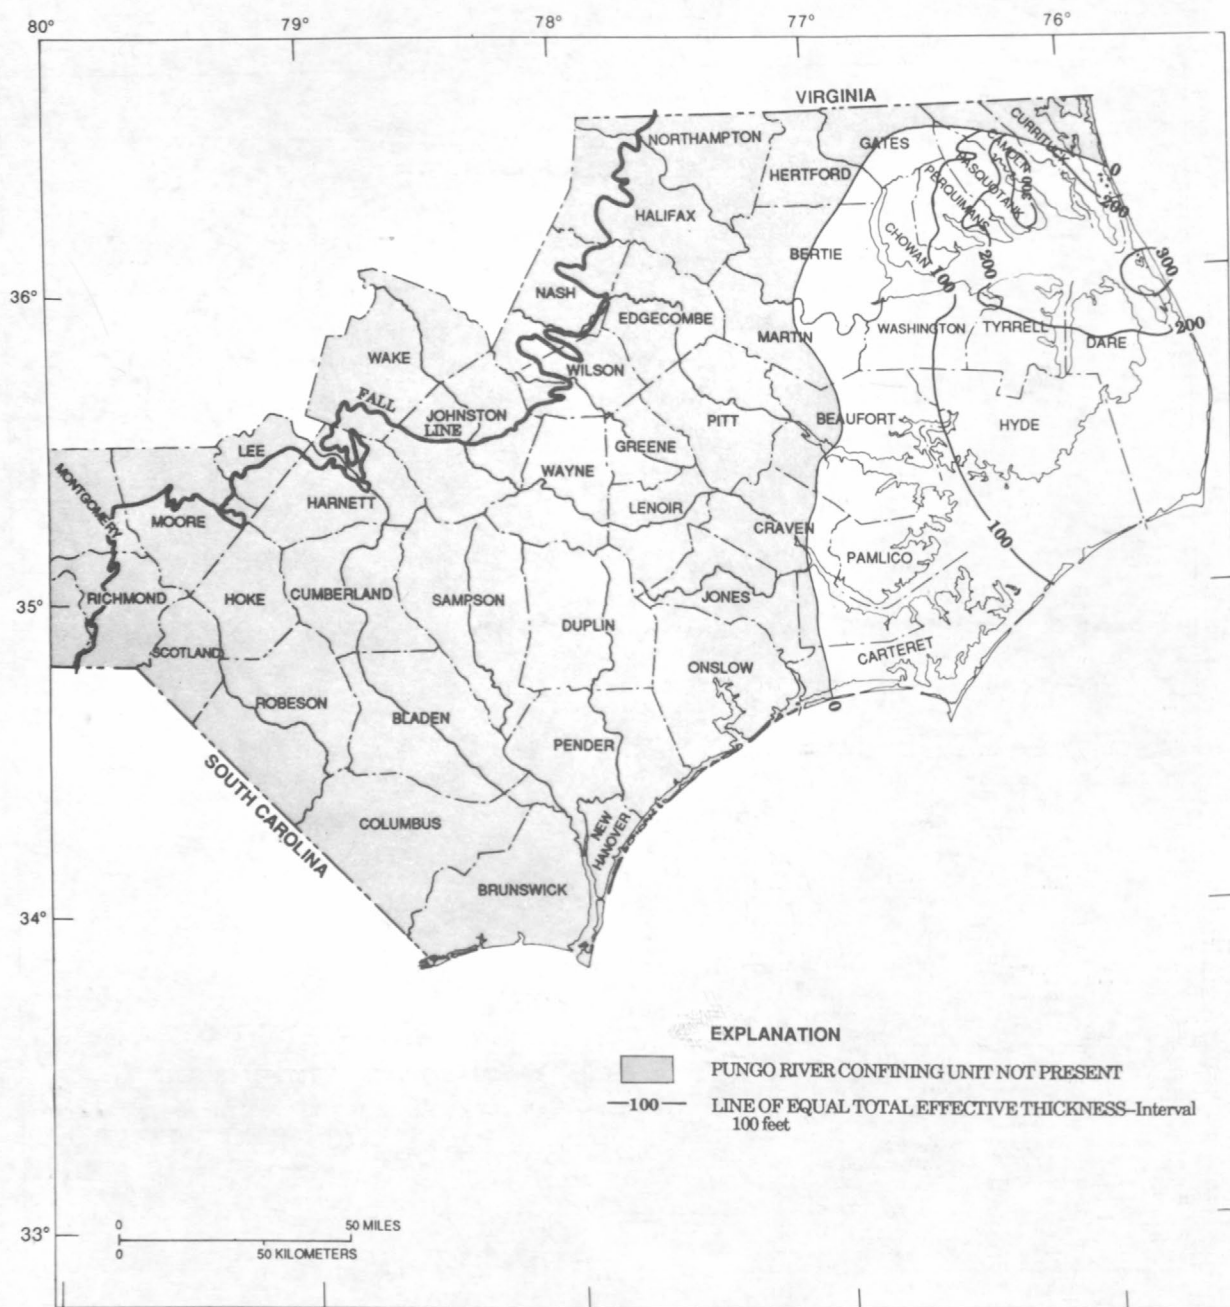 80° 79° 78° 77° 76°
VIRGINIA
NORTHAMPTON
GATES
CURRITUCK
CAMDEN
HERTFORD
PASQUOTANK
300
0
PERQUIMANS
200
HALIFAX
CHOWAN
BERTIE
100
200
300
36°
NASH
EDGECOMBE
MARTIN
WASHINGTON
TYRRELL
DARE
200
WAKE
WILSON
FALL
LINE
JOHNSTON
PITT
BEAUFORT
HYDE
LEE
GREENE
WAYNE
MONTGOMERY
MOORE
HARNETT
LENOIR
CRAVEN
100
PAMLICO
35°
RICHMOND
HOKE
CUMBERLAND
SAMPSON
JONES
DUPLIN
SCOTLAND
CARTERET
ONSLOW
ROBESON
BLADEN
0
PENDER
SOUTH CAROLINA
COLUMBUS
NEW
HANOVER
BRUNSWICK
34°
EXPLANATION
PUNGO RIVER CONFINING UNIT NOT PRESENT
—100— LINE OF EQUAL TOTAL EFFECTIVE THICKNESS—Interval
100 feet
33°
0 50 MILES
0 50 KILOMETERS